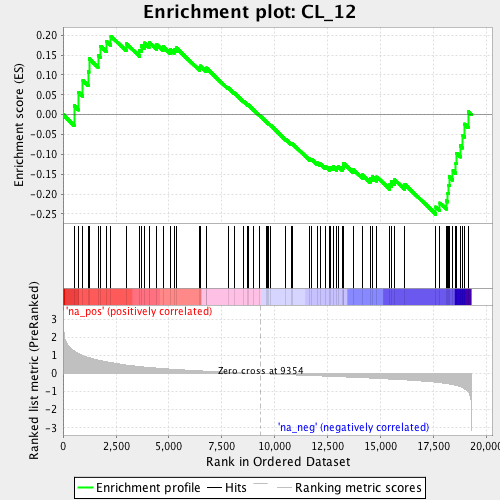 Enrichment plot: CL_12
Enrichment score (ES)
0.20
0.15
0.10
0.05
0.00
-0.05
-0.10
-0.15
-0.20
-0.25
'na_pos' (positively correlated)
Ranked list metric (PreRanked)
3
2
1
0
-1
-2
-3
Zero cross at 9354
'na_neg' (negatively correlated)
0
2,500
5,000
7,500
10,000
12,500
15,000
17,500
20,000
Rank in Ordered Dataset
Enrichment profile
Hits
Ranking metric scores